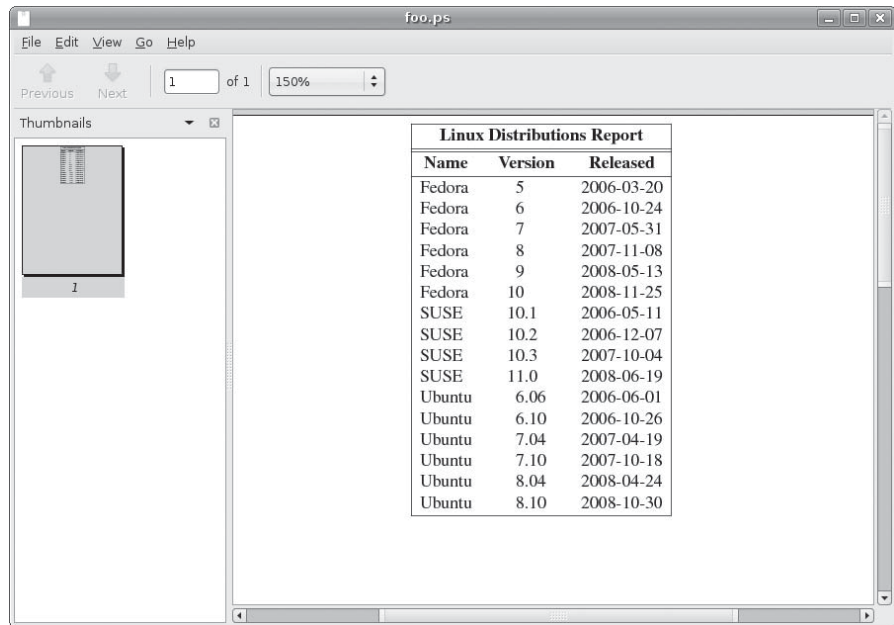 foo.ps
File Edit View Go Help
Previous Next 1 of 1 150%
Thumbnails
1
Linux Distributions Report
Name Version Released
Fedora 5 2006-03-20
Fedora 6 2006-10-24
Fedora 7 2007-05-31
Fedora 8 2007-11-08
Fedora 9 2008-05-13
Fedora 10 2008-11-25
SUSE 10.1 2006-05-11
SUSE 10.2 2006-12-07
SUSE 10.3 2007-10-04
SUSE 11.0 2008-06-19
Ubuntu 6.06 2006-06-01
Ubuntu 6.10 2006-10-26
Ubuntu 7.04 2007-04-19
Ubuntu 7.10 2007-10-18
Ubuntu 8.04 2008-04-24
Ubuntu 8.10 2008-10-30